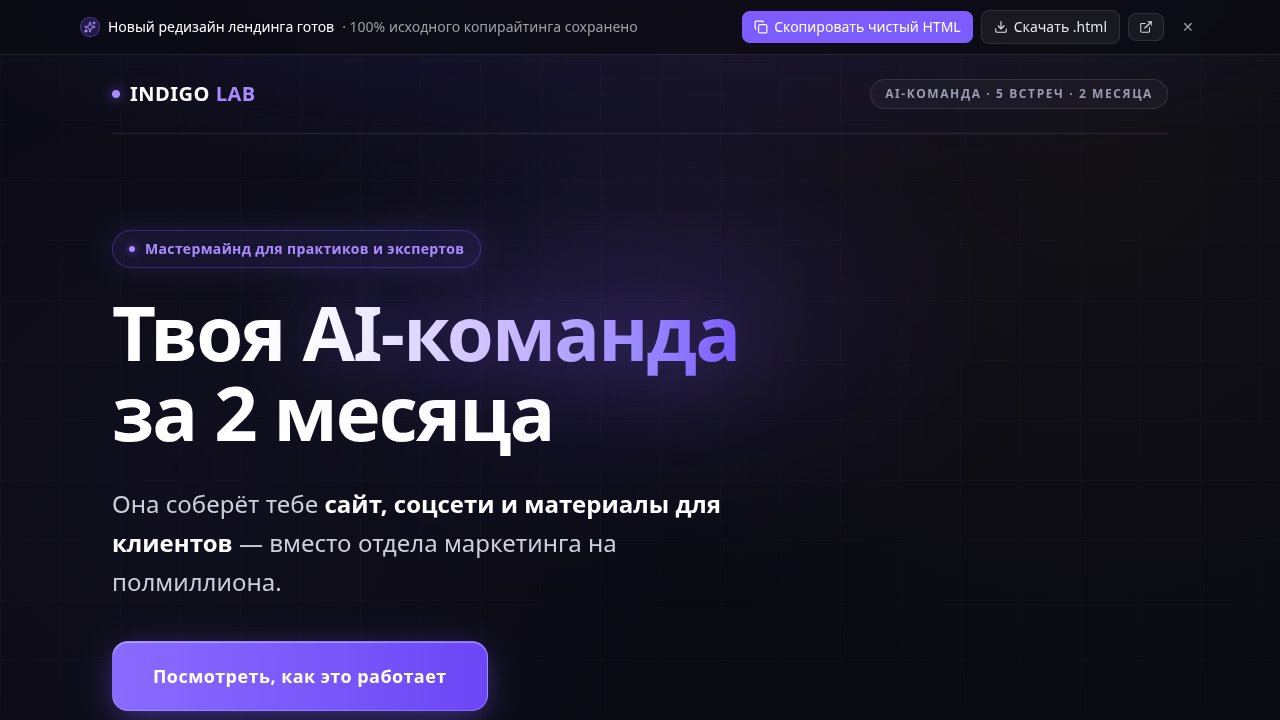 Новый редизайн лендинга готов · 100% исходного копирайтинга сохранено
Скопировать чистый HTML
Скачать .html
✕
INDIGO LAB
AI-КОМАНДА · 5 ВСТРЕЧ · 2 МЕСЯЦА
Мастермайнд для практиков и экспертов
Твоя AI-команда
за 2 месяца
Она соберёт тебе сайт, соцсети и материалы для
клиентов — вместо отдела маркетинга на
полмиллиона.
Посмотреть, как это работает